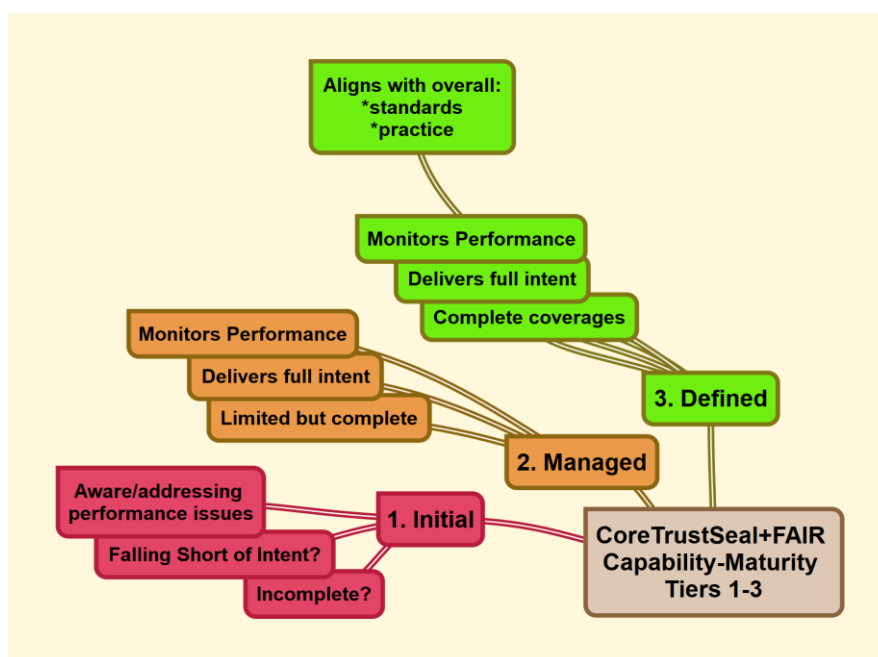 Aligns with overall:
*standards
*practice
Monitors Performance
Delivers full intent
Complete coverages
3. Defined
Monitors Performance
Delivers full intent
Limited but complete
2. Managed
Aware/addressing
performance issues
Falling Short of Intent?
Incomplete?
1. Initial
CoreTrustSeal+FAIR
Capability-Maturity
Tiers 1-3